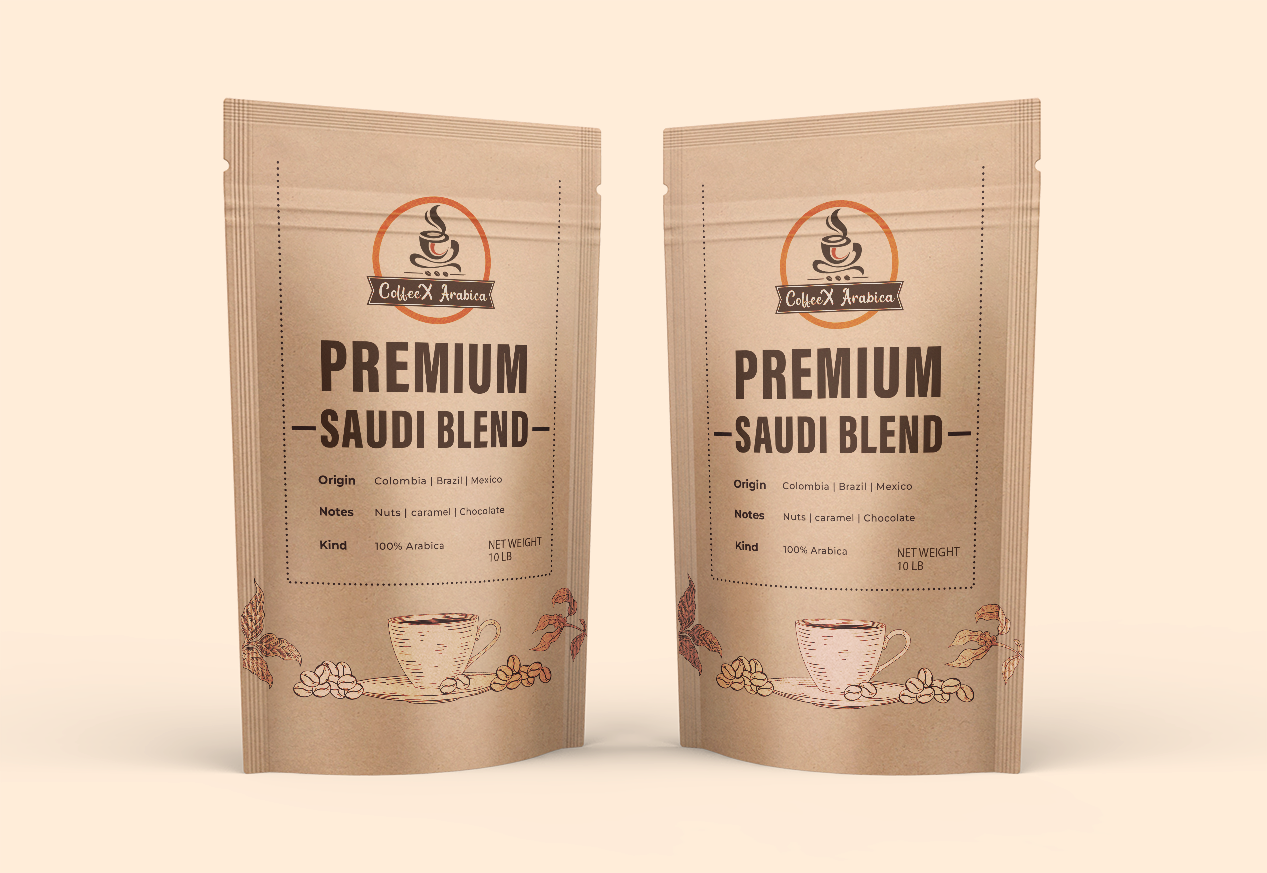 CoffeeX Arabica
PREMIUM
SAUDI BLEND
Origin Colombia | Brazil | Mexico
Notes Nuts | caramel | Chocolate
Kind 100% Arabica
NET WEIGHT
10 LB
CoffeeX Arabica
PREMIUM
SAUDI BLEND
Origin Colombia | Brazil | Mexico
Notes Nuts | caramel | Chocolate
Kind 100% Arabica
NET WEIGHT
10 LB